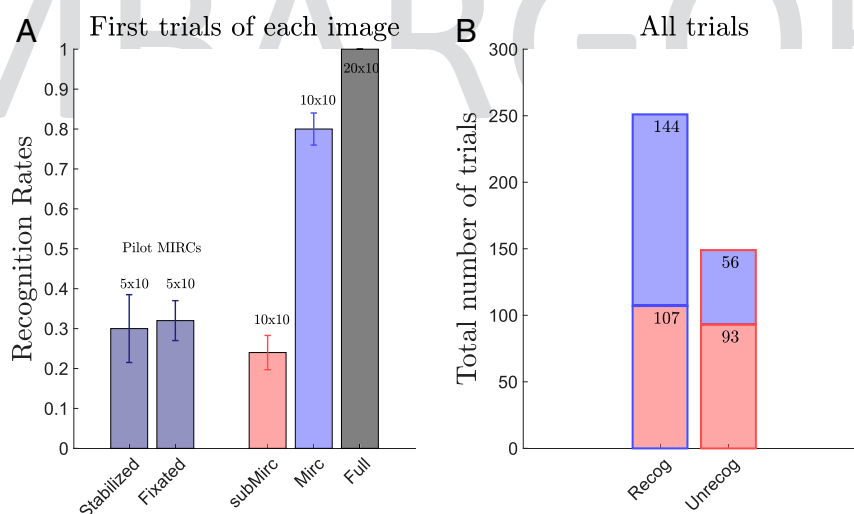 A
First trials of each image
Recognition Rates
1
0.9
0.8
0.7
0.6
0.5
0.4
0.3
0.2
0.1
0
Pilot MIRCs
5x10
5x10
10x10
10x10
20x10
Stabilized
Fixated
subMirc
Mirc
Full
B
All trials
Total number of trials
300
250
200
150
100
50
0
144
107
56
93
Recog
Unrecog